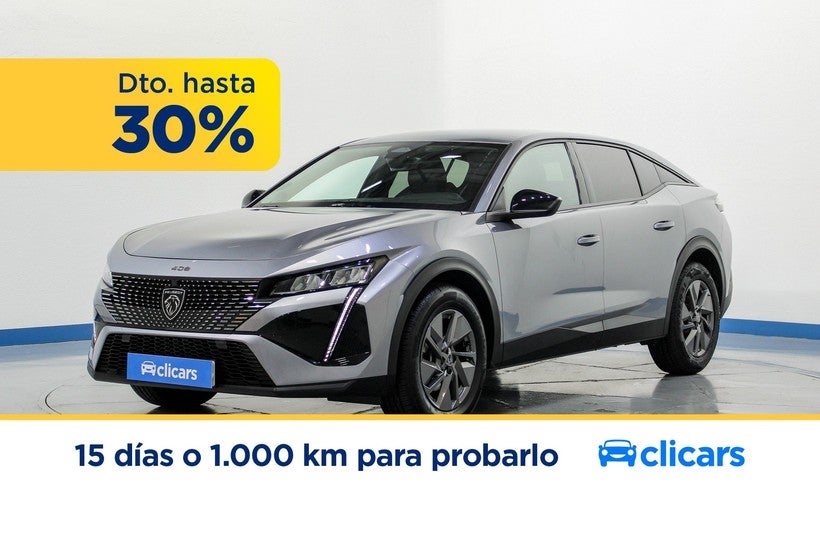 Dto. hasta
30%
408
clicars
15 días o 1.000 km para probarlo
clicars